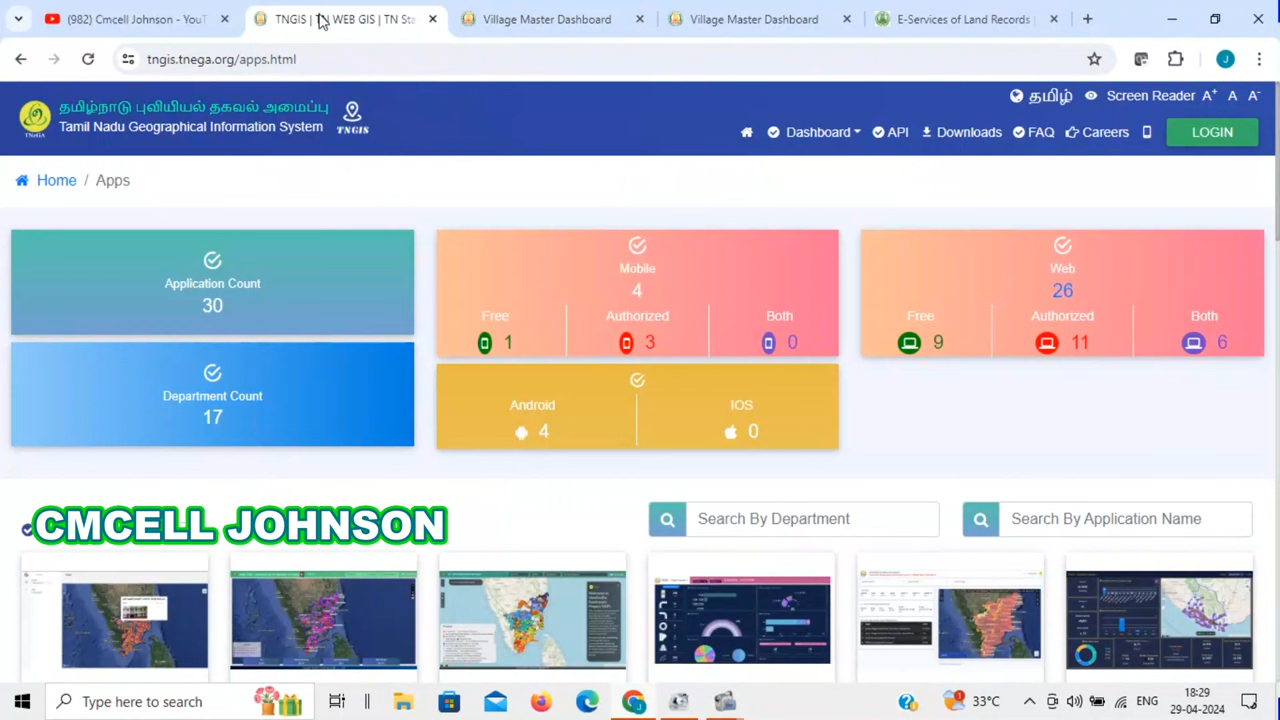 (982) Cmcell Johnson - YouT
TNGIS | TN WEB GIS | TN Sta
Village Master Dashboard
Village Master Dashboard
E-Services of Land Records
tngis.tnega.org/apps.html
J
தமிழ்நாடு புவியியல் தகவல் அமைப்பு
Tamil Nadu Geographical Information System
TNeGA
TNGIS
தமிழ்
Screen Reader
A+ A A-
Dashboard
API
Downloads
FAQ
Careers
LOGIN
Home / Apps
Application Count
30
Department Count
17
Mobile
4
Free
Authorized
Both
1
3
0
Android
IOS
4
0
Web
26
Free
Authorized
Both
9
11
6
CMCELL JOHNSON
Search By Department
Search By Application Name
Type here to search
33°C
ENG
18:29
29-04-2024